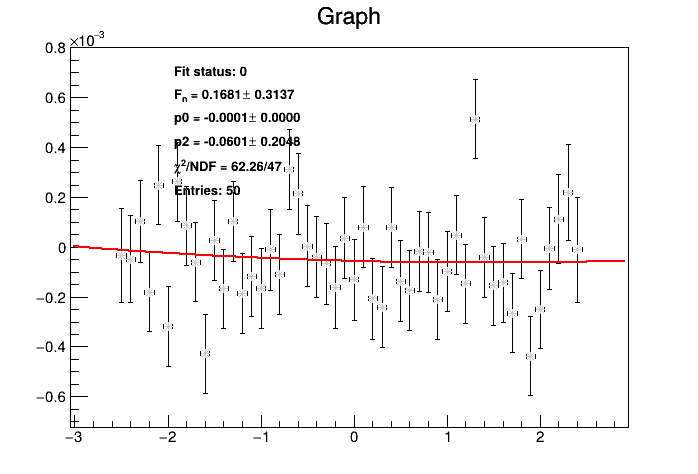 Graph
×10⁻³
0.8
0.6
0.4
0.2
0
−0.2
−0.4
−0.6
Fit status: 0
Fₙ = 0.1681± 0.3137
p0 = -0.0001± 0.0000
p2 = -0.0601± 0.2048
χ²/NDF = 62.26/47
Entries: 50
−3 −2 −1 0 1 2